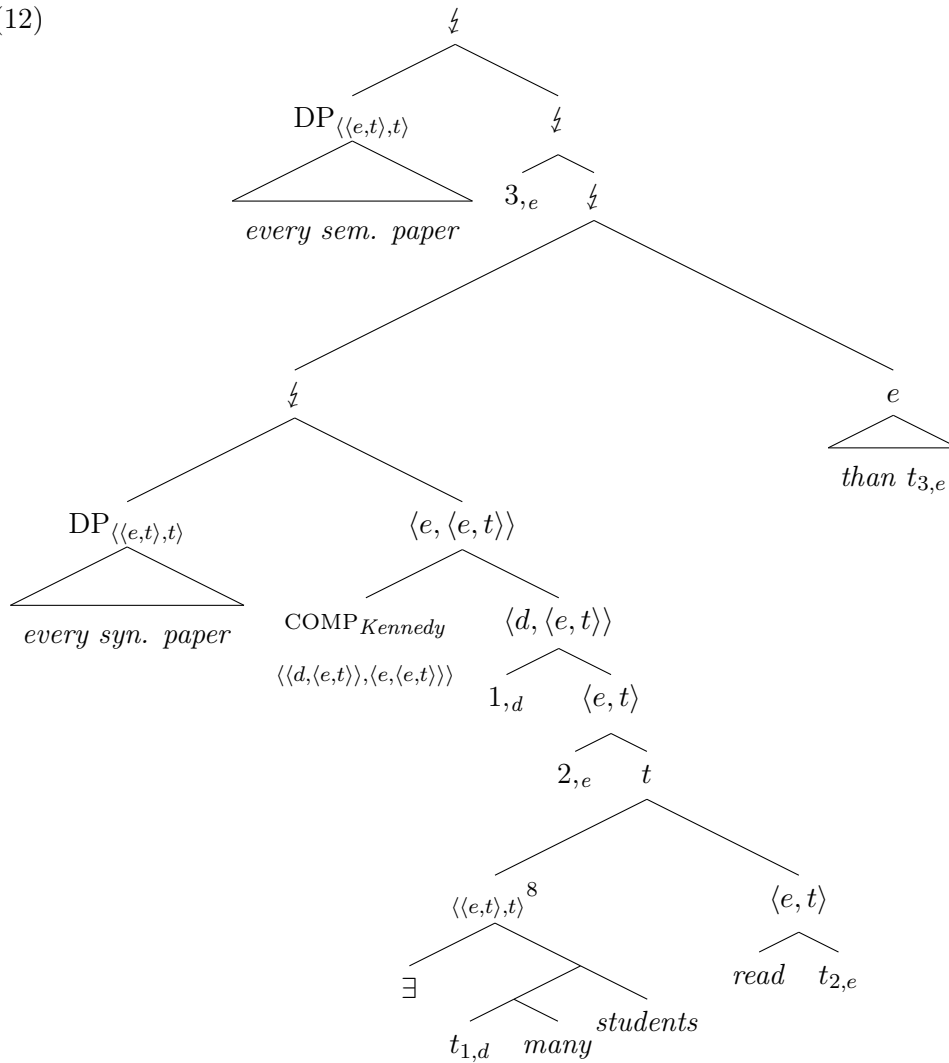 (12)
↯
DP⟨⟨e,t⟩,t⟩ ↯
every sem. paper 3,e ↯
↯ e
than t3,e
DP⟨⟨e,t⟩,t⟩ ⟨e, ⟨e, t⟩⟩
every syn. paper COMPKennedy ⟨d, ⟨e, t⟩⟩
⟨⟨d,⟨e,t⟩⟩,⟨e,⟨e,t⟩⟩⟩ 1,d ⟨e, t⟩
2,e t
⟨⟨e,t⟩,t⟩8 ⟨e, t⟩
∃ read t2,e
t1,d many students